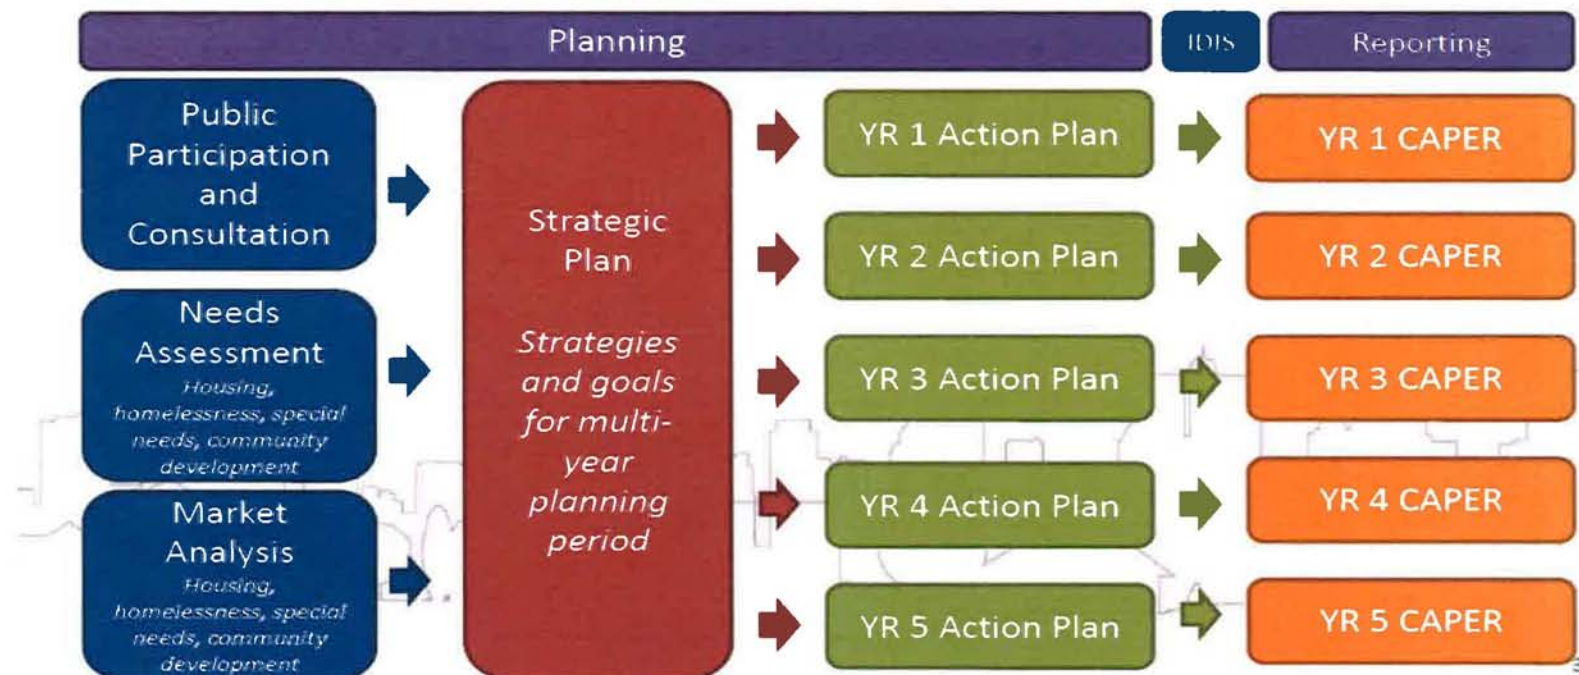 Planning
IDIS
Reporting
Public
Participation
and
Consultation
Needs
Assessment
Housing,
homelessness, special
needs, community
development
Market
Analysis
Housing,
homelessness, special
needs, community
development
Strategic
Plan
Strategies
and goals
for multi-
year
planning
period
YR 1 Action Plan
YR 1 CAPER
YR 2 Action Plan
YR 2 CAPER
YR 3 Action Plan
YR 3 CAPER
YR 4 Action Plan
YR 4 CAPER
YR 5 Action Plan
YR 5 CAPER